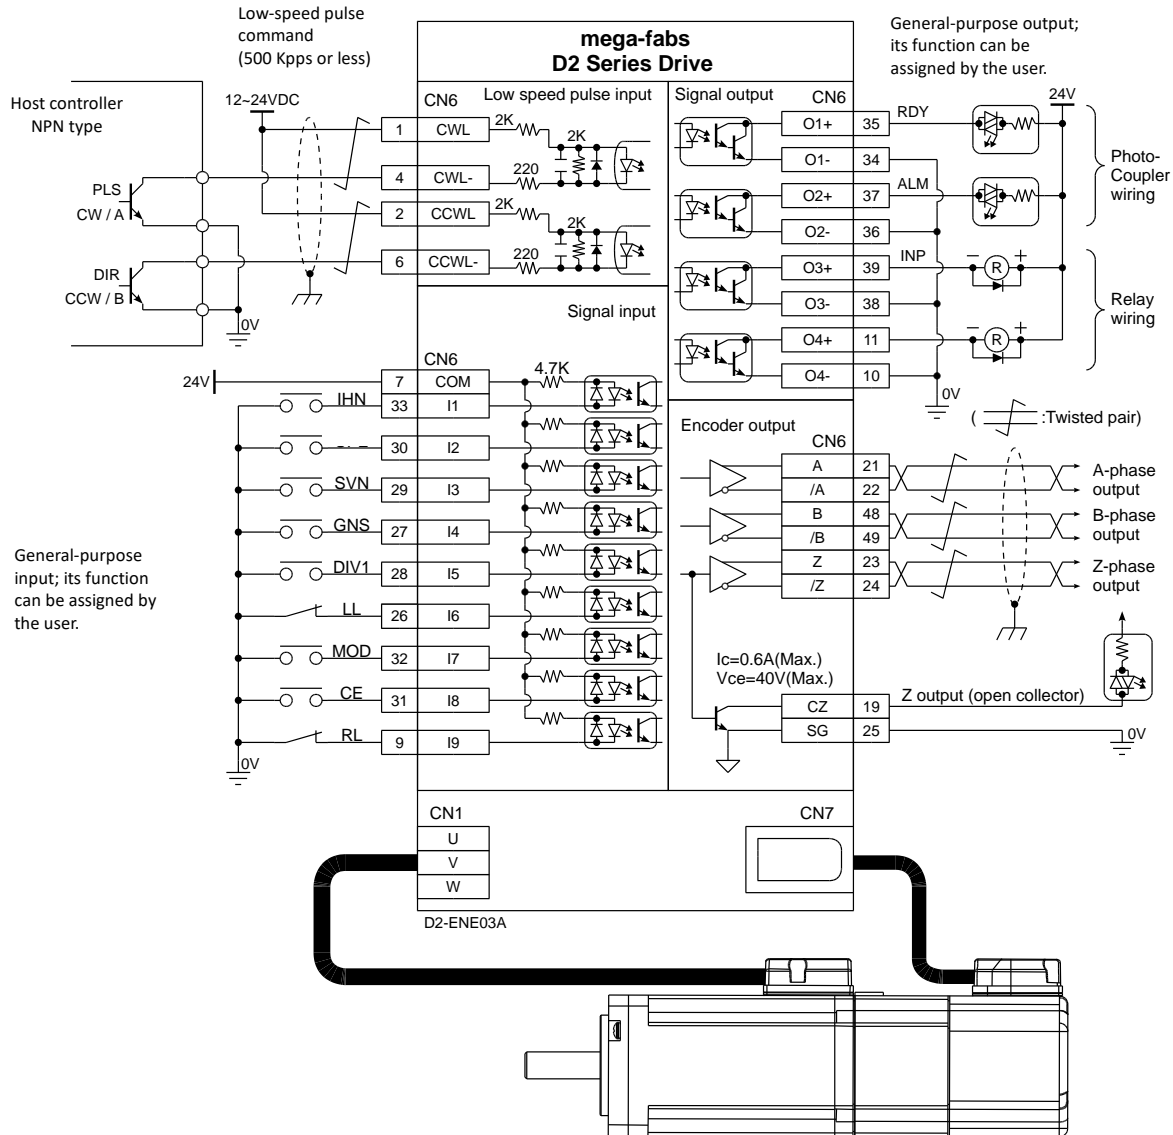 Low-speed pulse
command
(500 Kpps or less)
mega-fabs
D2 Series Drive
General-purpose output;
its function can be
assigned by the user.
Host controller
NPN type
12~24VDC
PLS
CW / A
DIR
CCW / B
0V
CN6
Low speed pulse input
1 CWL 2K
2K
4 CWL- 220
2 CCWL 2K
2K
6 CCWL- 220
Signal output
CN6
24V
O1+ 35 RDY
O1- 34
O2+ 37 ALM
O2- 36
O3+ 39 INP
O3- 38
O4+ 11
O4- 10
0V
R
R
Photo-
Coupler
wiring
Relay
wiring
Signal input
CN6
24V 7 COM 4.7K
IHN 33 I1
30 I2
SVN 29 I3
GNS 27 I4
DIV1 28 I5
LL 26 I6
MOD 32 I7
CE 31 I8
RL 9 I9
0V
General-purpose
input; its function
can be assigned by
the user.
Encoder output
CN6
( :Twisted pair)
A 21
/A 22
B 48
/B 49
Z 23
/Z 24
A-phase
output
B-phase
output
Z-phase
output
Ic=0.6A(Max.)
Vce=40V(Max.)
CZ 19 Z output (open collector)
SG 25
0V
CN1
U
V
W
CN7
D2-ENE03A